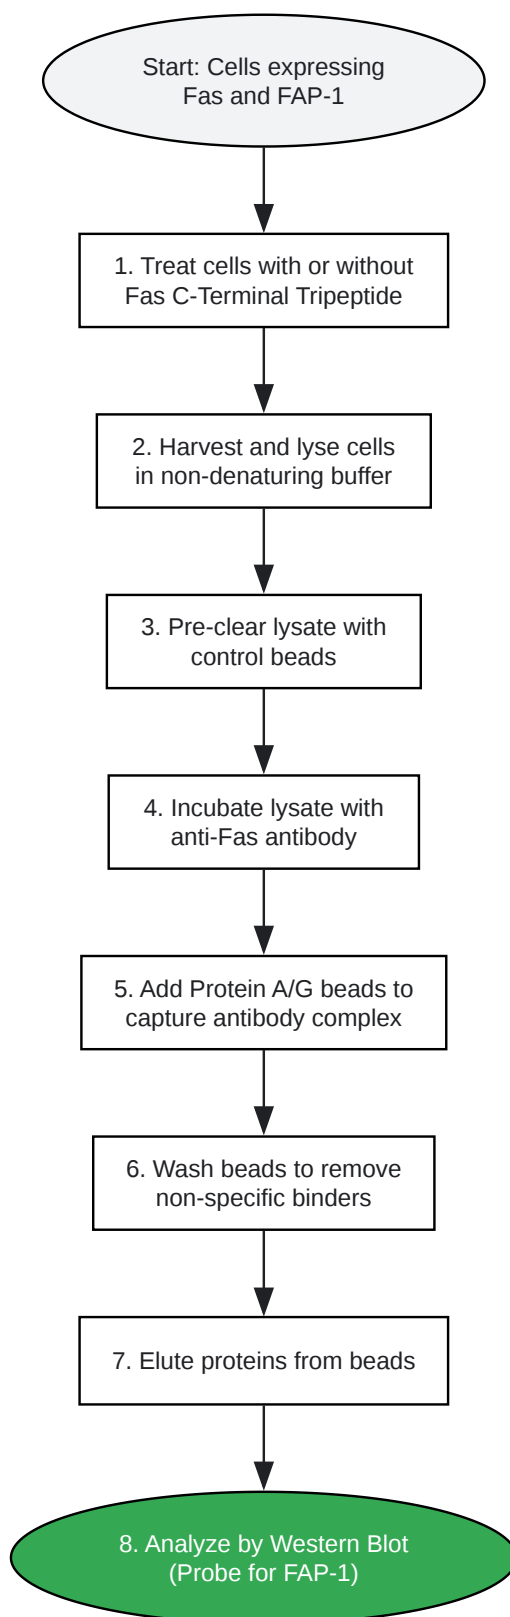 Start: Cells expressing
Fas and FAP-1
1. Treat cells with or without
Fas C-Terminal Tripeptide
2. Harvest and lyse cells
in non-denaturing buffer
3. Pre-clear lysate with
control beads
4. Incubate lysate with
anti-Fas antibody
5. Add Protein A/G beads to
capture antibody complex
6. Wash beads to remove
non-specific binders
7. Elute proteins from beads
8. Analyze by Western Blot
(Probe for FAP-1)